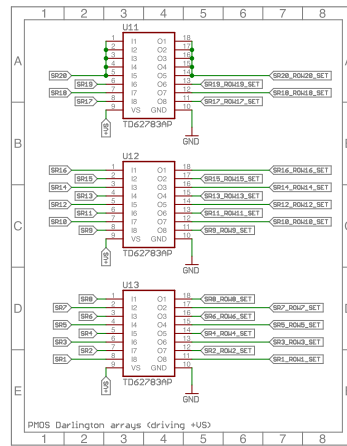 1 2 3 4 5 6 7 8
U11
1 I1 O1 18
2 I2 O2 17
3 I3 O3 16
4 I4 O4 15
SR20 5 I5 O5 14 SR20_ROW20_SET
SR19 6 I6 O6 13 SR19_ROW19_SET
SR18 7 I7 O7 12 SR18_ROW18_SET
SR17 8 I8 O8 11 SR17_ROW17_SET
9 VS GND 10
+VS
TD62783AP
GND
A
B
U12
SR16 1 I1 O1 18 SR16_ROW16_SET
SR15 2 I2 O2 17 SR15_ROW15_SET
SR14 3 I3 O3 16 SR14_ROW14_SET
SR13 4 I4 O4 15 SR13_ROW13_SET
SR12 5 I5 O5 14 SR12_ROW12_SET
SR11 6 I6 O6 13 SR11_ROW11_SET
SR10 7 I7 O7 12 SR10_ROW10_SET
SR9 8 I8 O8 11 SR9_ROW9_SET
9 VS GND 10
+VS
TD62783AP
GND
C
U13
SR8 1 I1 O1 18 SR8_ROW8_SET
SR7 2 I2 O2 17 SR7_ROW7_SET
SR6 3 I3 O3 16 SR6_ROW6_SET
SR5 4 I4 O4 15 SR5_ROW5_SET
SR4 5 I5 O5 14 SR4_ROW4_SET
SR3 6 I6 O6 13 SR3_ROW3_SET
SR2 7 I7 O7 12 SR2_ROW2_SET
SR1 8 I8 O8 11 SR1_ROW1_SET
9 VS GND 10
+VS
TD62783AP
GND
D
E
PMOS Darlington arrays (driving +VS)
1 2 3 4 5 6 7 8